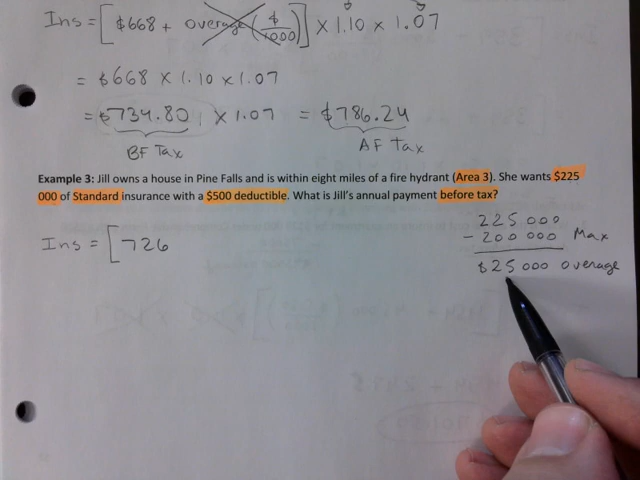 Ins = [ $668 + overage ($/1000) ] × 1.10 × 1.07
= $668 × 1.10 × 1.07
= $734.80 × 1.07 = $786.24
BF Tax AF Tax
Example 3: Jill owns a house in Pine Falls and is within eight miles of a fire hydrant (Area 3). She wants $225
000 of Standard insurance with a $500 deductible. What is Jill's annual payment before tax?
225 000
- 200 000 Max
$25 000 overage
Ins = [ 726